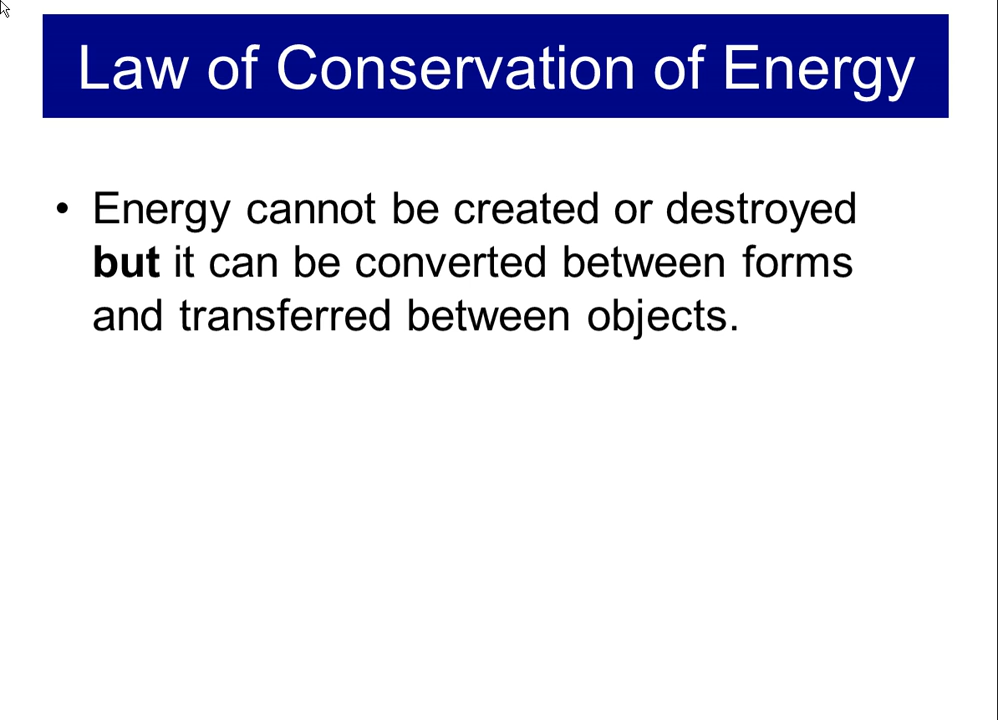 Law of Conservation of Energy
• Energy cannot be created or destroyed
but it can be converted between forms
and transferred between objects.